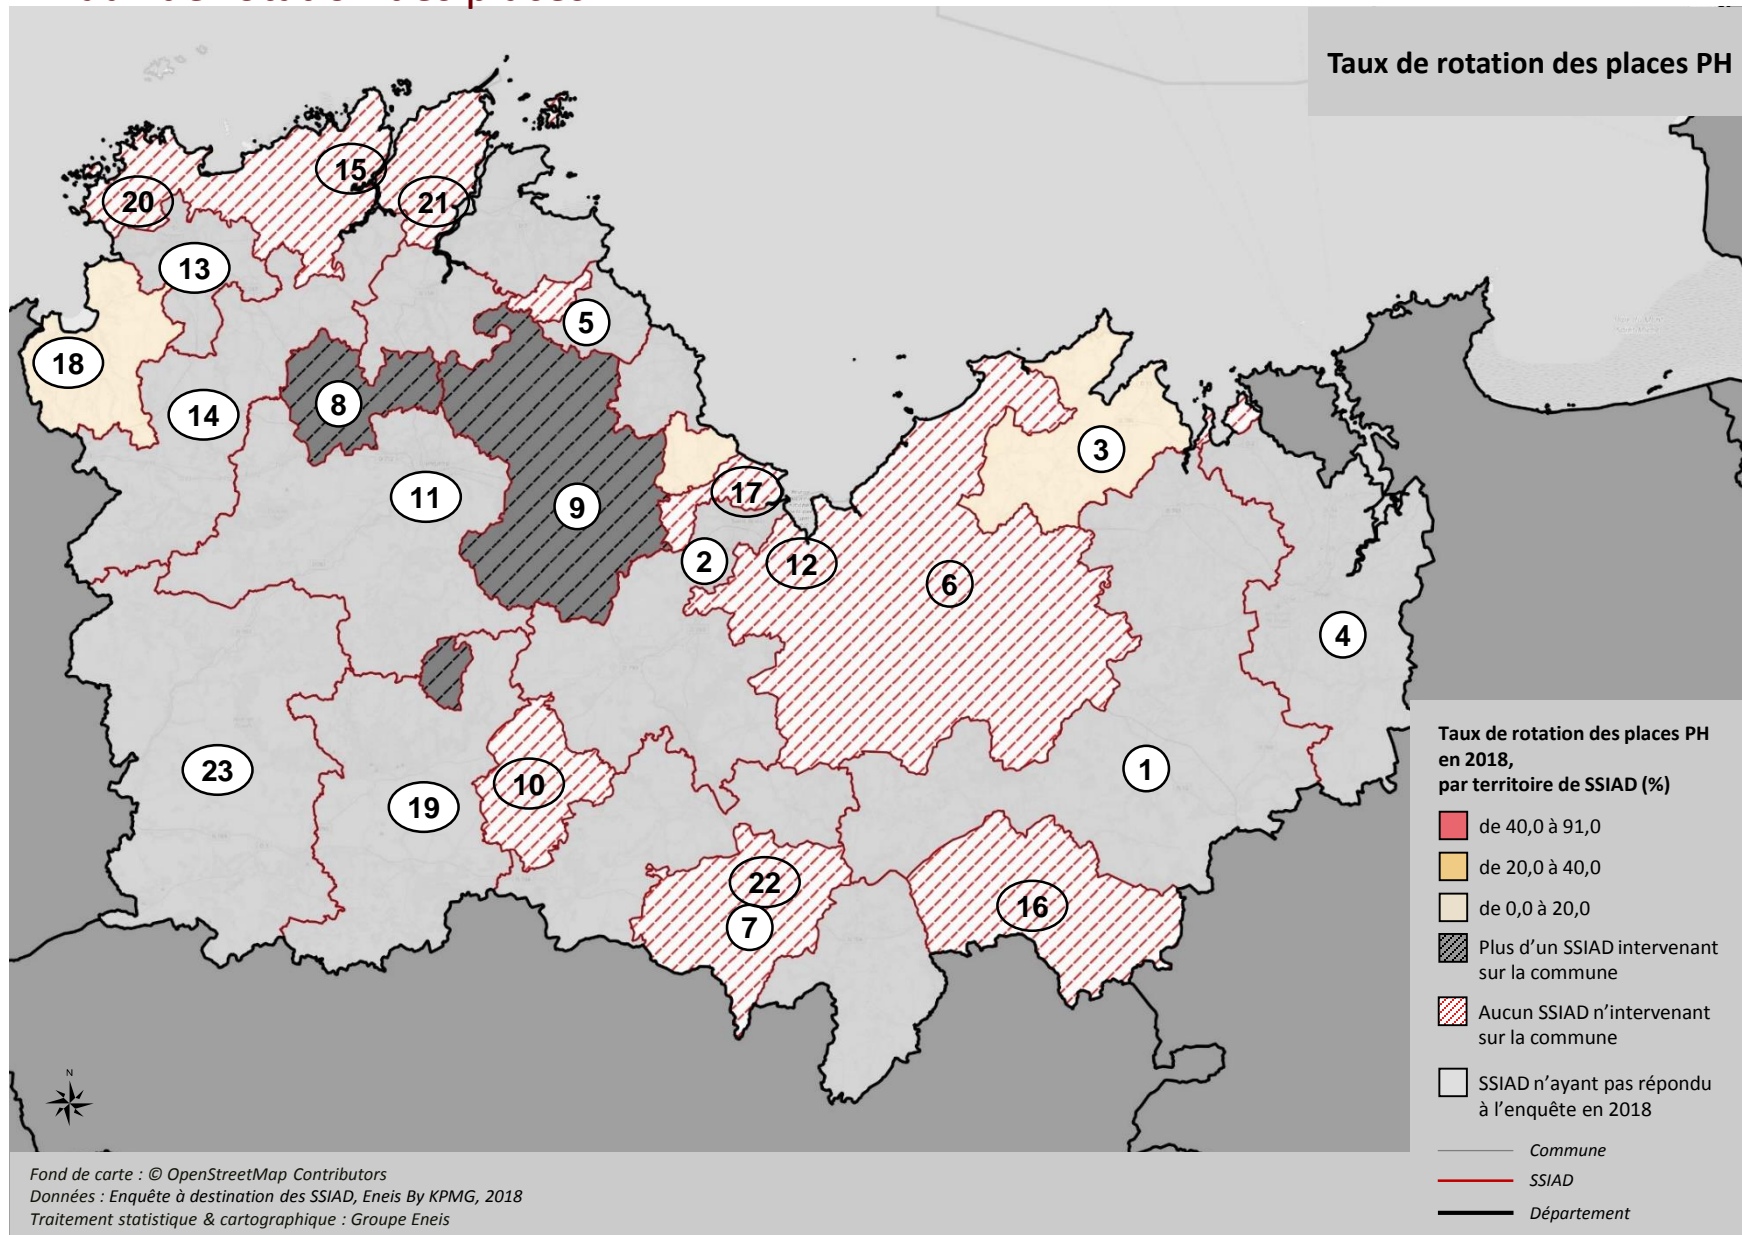 Taux de rotation des places PH
15
20
21
13
5
18
8
14
3
11
17
9
2
12
6
4
23
10
1
19
22
16
7
Taux de rotation des places PH
en 2018,
par territoire de SSIAD (%)
de 40,0 à 91,0
de 20,0 à 40,0
de 0,0 à 20,0
Plus d'un SSIAD intervenant
sur la commune
Aucun SSIAD n'intervenant
sur la commune
SSIAD n'ayant pas répondu
à l'enquête en 2018
Commune
SSIAD
Département
N
Fond de carte : © OpenStreetMap Contributors
Données : Enquête à destination des SSIAD, Eneis By KPMG, 2018
Traitement statistique & cartographique : Groupe Eneis